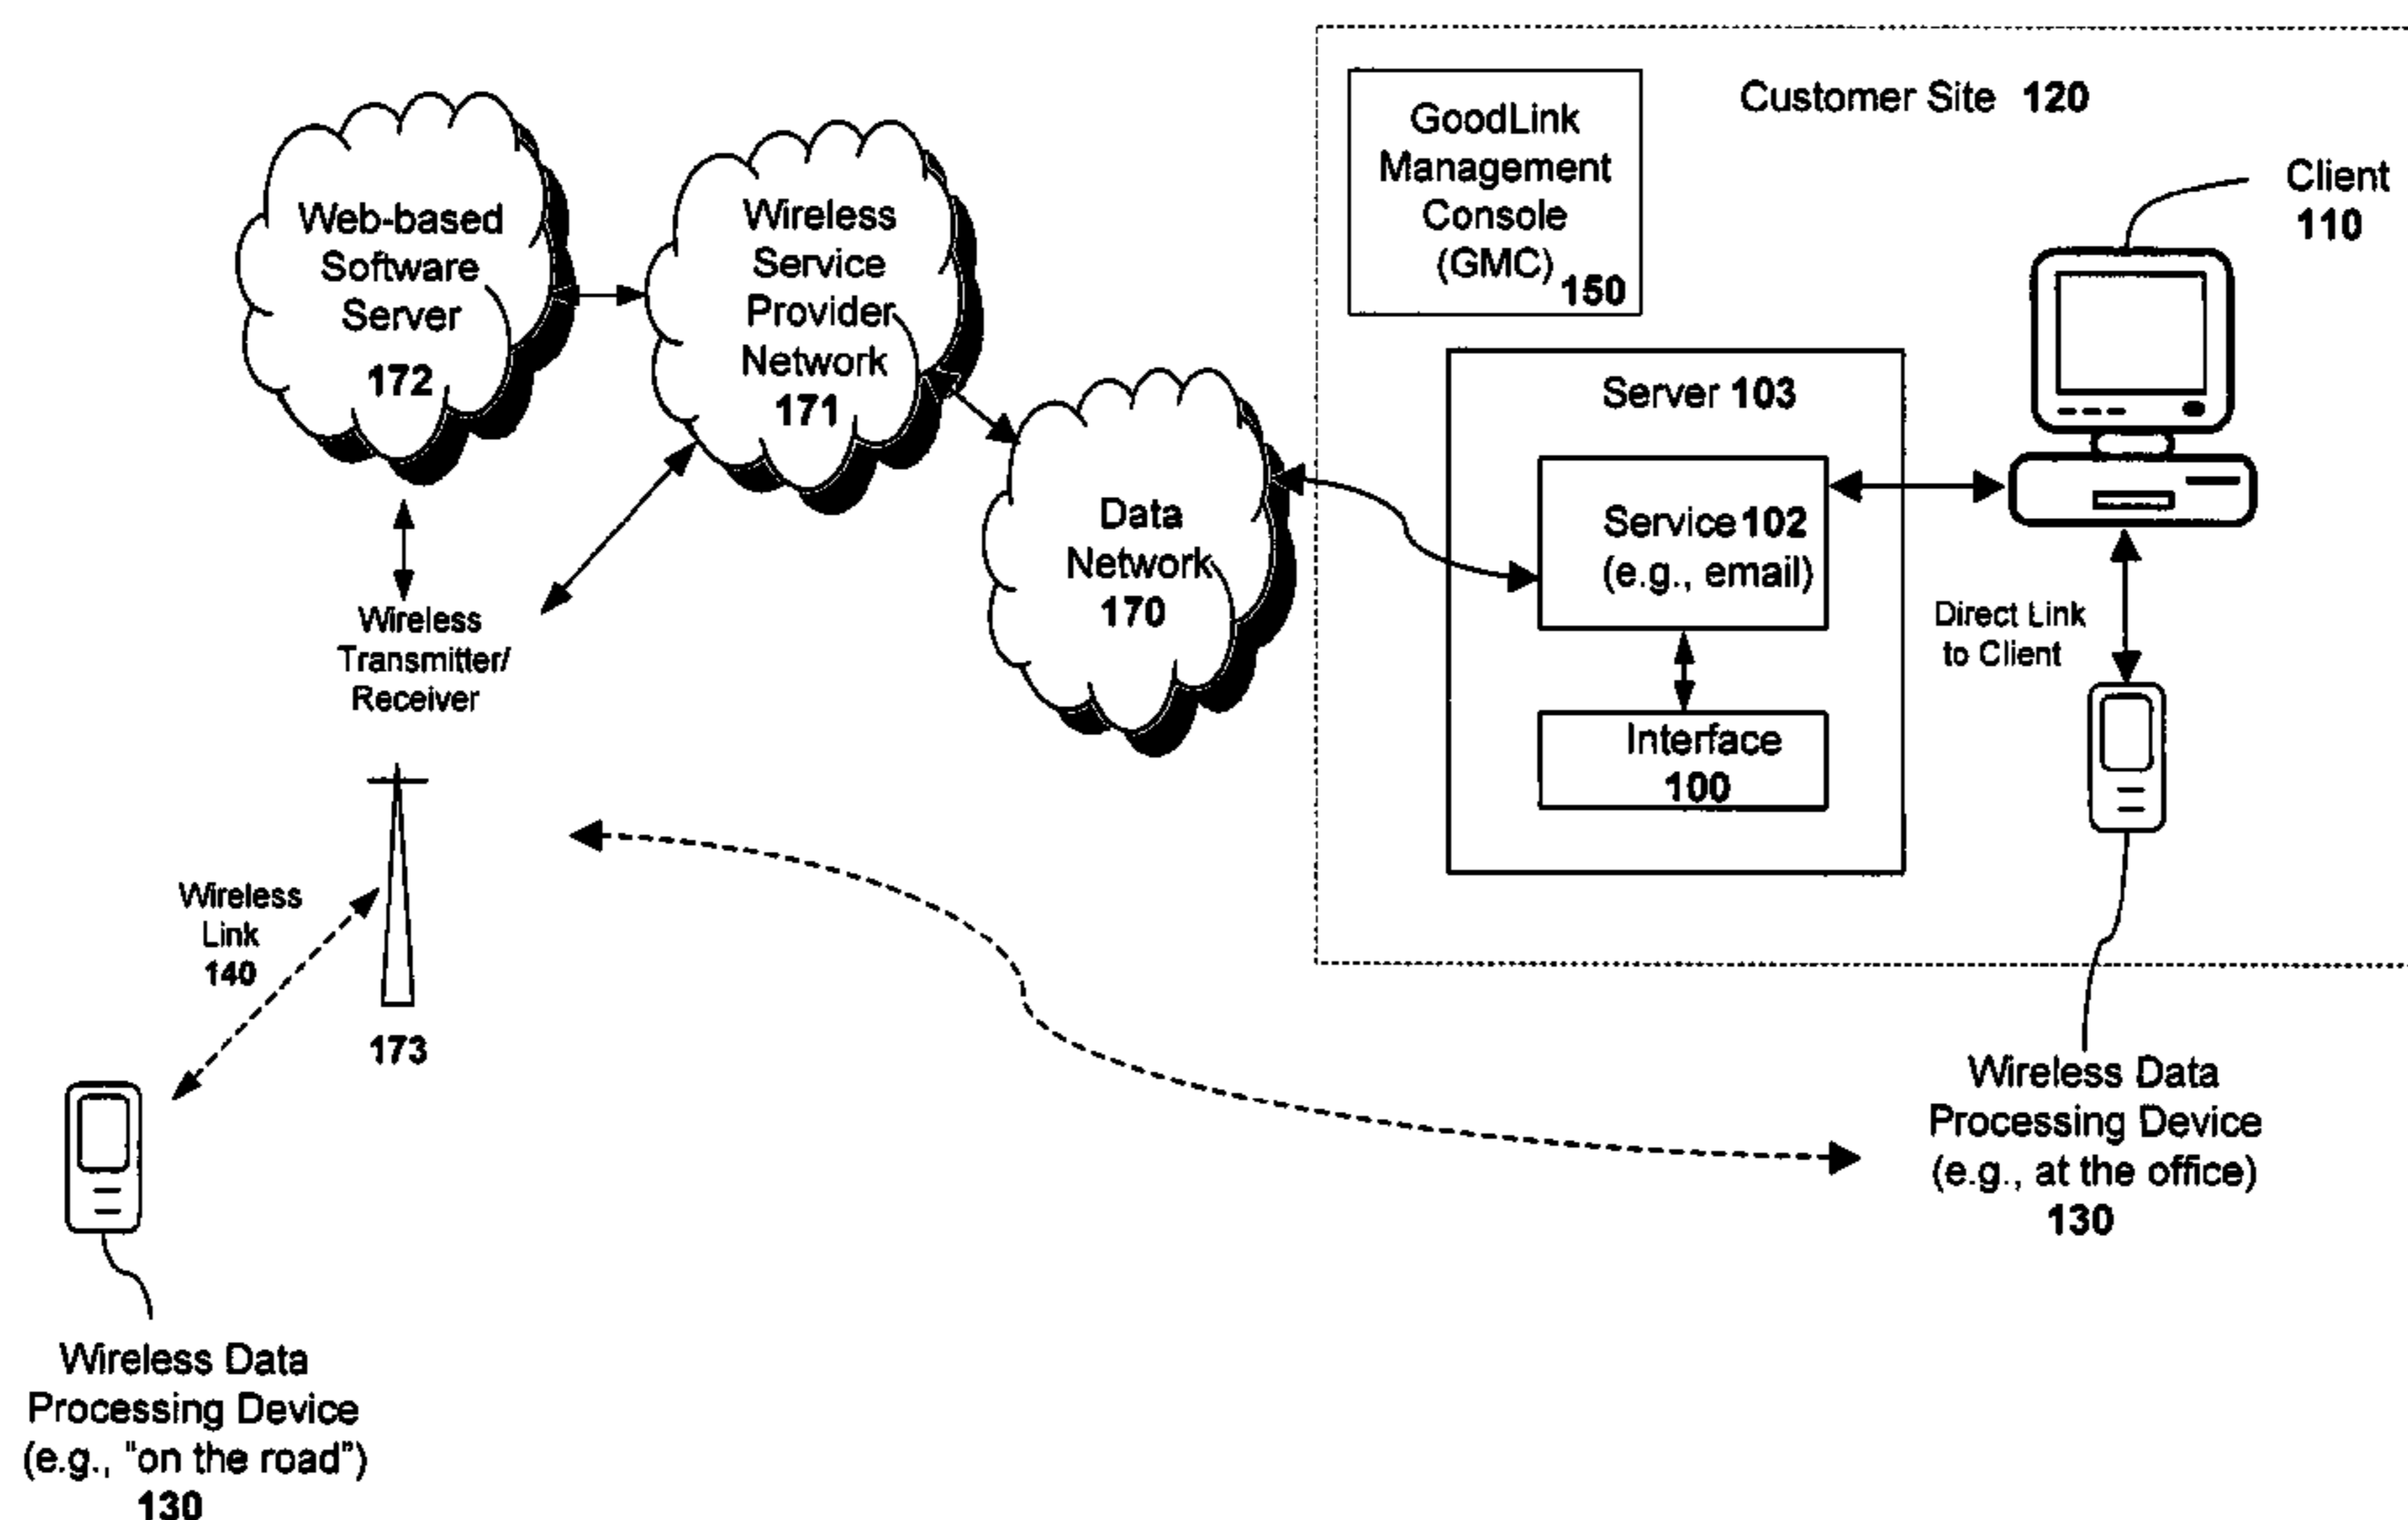 Customer Site 120
GoodLink
Management
Console
(GMC)
150
Client
110
Web-based
Software
Server
172
Wireless
Service
Provider
Network
171
Data
Network
170
Server 103
Service 102
(e.g., email)
Interface
100
Direct Link
to Client
Wireless
Transmitter/
Receiver
Wireless
Link
140
173
Wireless Data
Processing Device
(e.g., at the office)
130
Wireless Data
Processing Device
(e.g., "on the road")
130